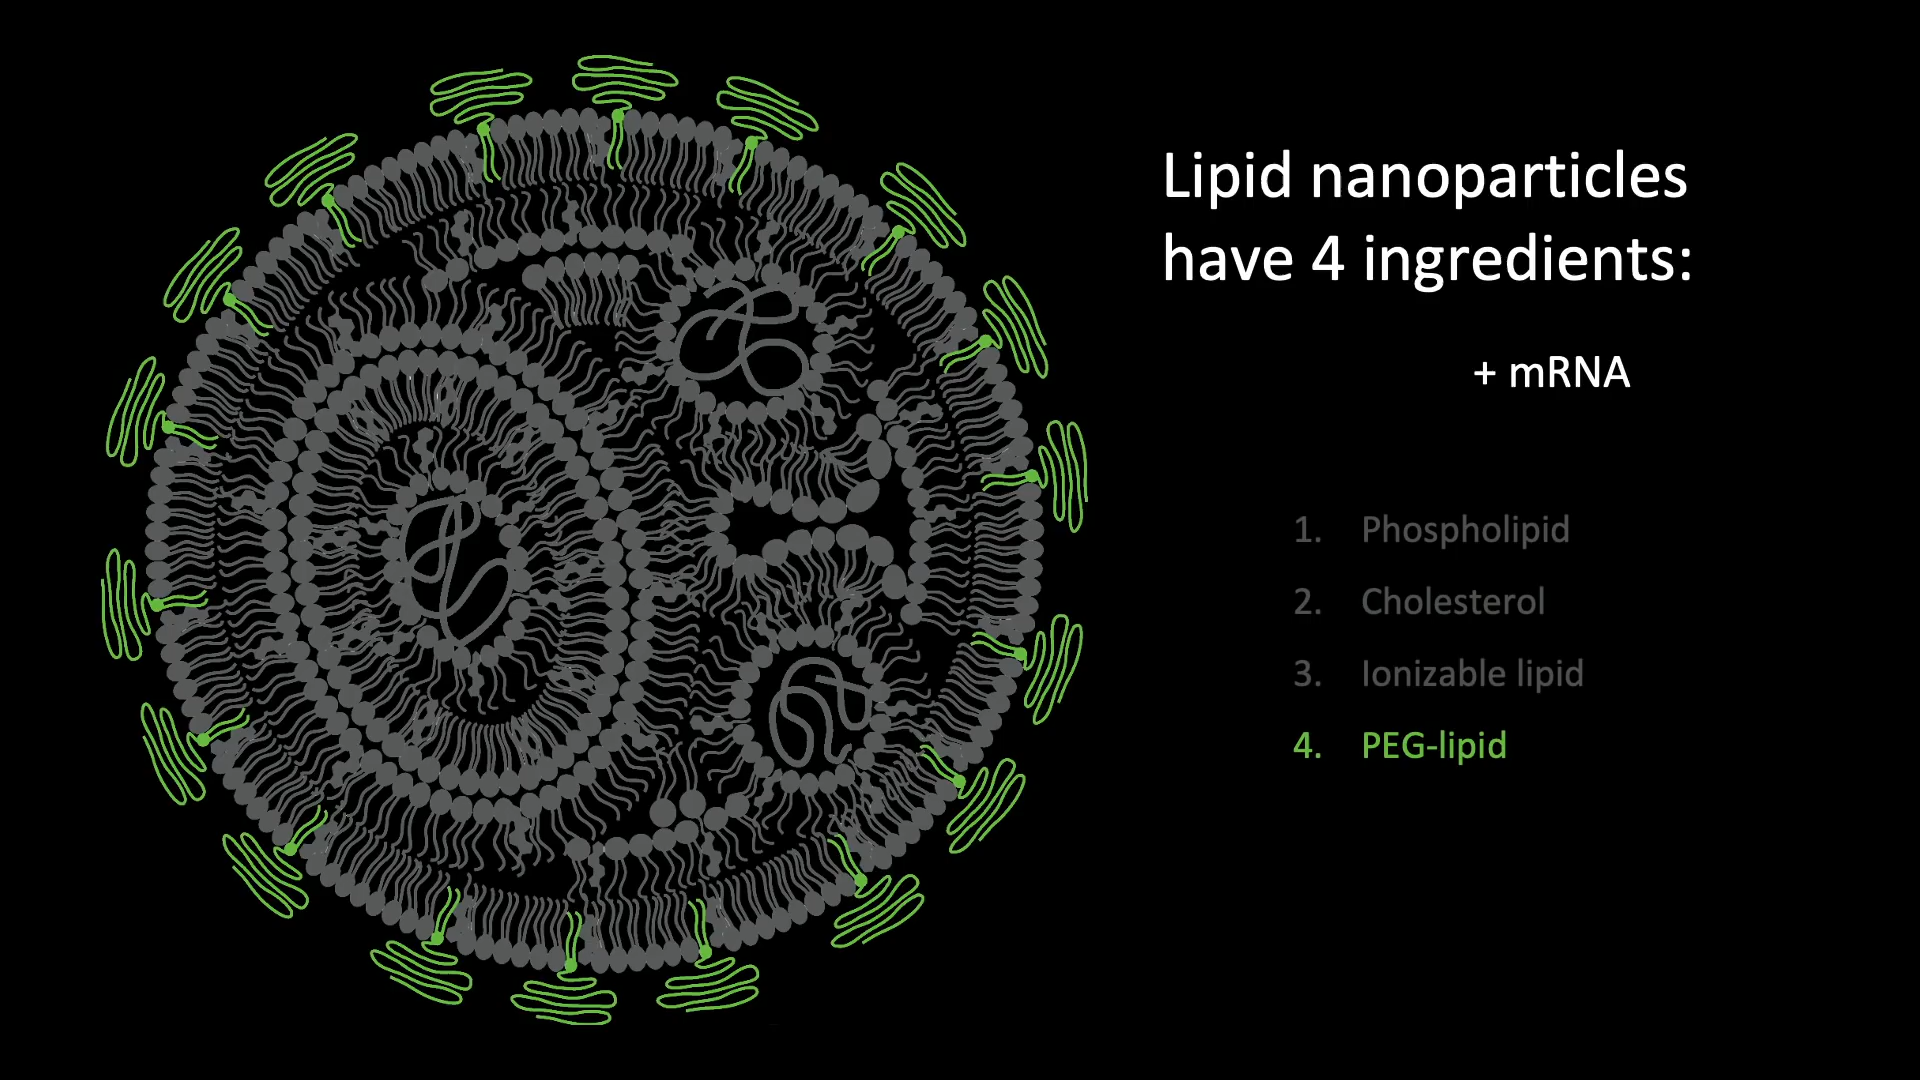 Lipid nanoparticles
have 4 ingredients:
+ mRNA
1. Phospholipid
2. Cholesterol
3. Ionizable lipid
4. PEG-lipid